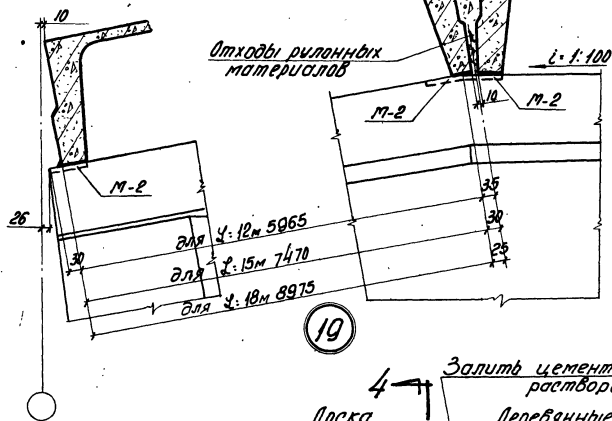 10
Отходы рулонных
материалов
i=1:100
10
М-2
М-2
М-2
26
30
35
30
25
для L=12м 5965
для L=15м 7470
для L=18м 8975
19
Залить цемент
раство
4
Доска
Деревянные